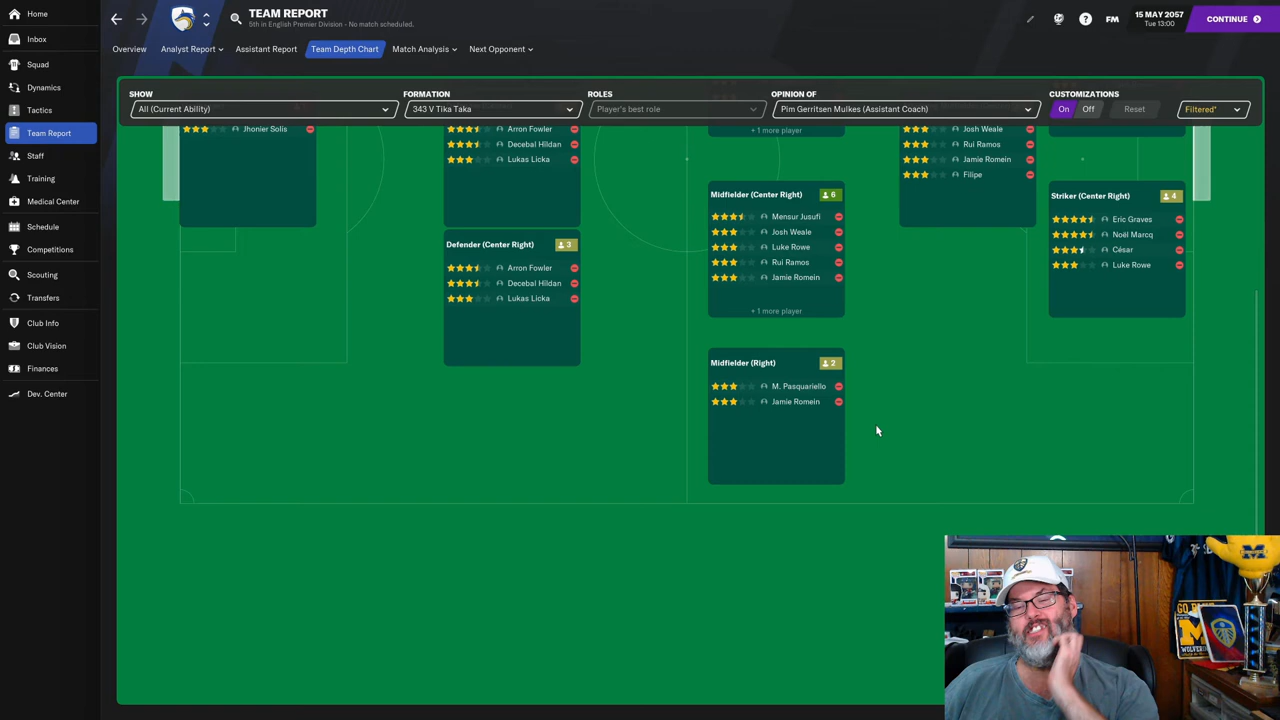 Home
Inbox
Squad
Dynamics
Tactics
Team Report
Staff
Training
Medical Center
Schedule
Competitions
Scouting
Transfers
Club Info
Club Vision
Finances
Dev. Center
TEAM REPORT
5th in English Premier Division - No match scheduled.
FM
15 MAY 2057
Tue 13:00
CONTINUE
Overview
Analyst Report
Assistant Report
Team Depth Chart
Match Analysis
Next Opponent
SHOW
All (Current Ability)
FORMATION
343 V Tika Taka
ROLES
Player's best role
OPINION OF
Pim Gerritsen Mulkes (Assistant Coach)
CUSTOMIZATIONS
On Off Reset
Filtered*
Jhonier Solis
Arron Fowler
Decebal Hildan
Lukas Licka
Defender (Center Right) 3
Arron Fowler
Decebal Hildan
Lukas Licka
+ 1 more player
Midfielder (Center Right) 6
Mensur Jusufi
Josh Weale
Luke Rowe
Rui Ramos
Jamie Romein
+ 1 more player
Midfielder (Right) 2
M. Pasquariello
Jamie Romein
Josh Weale
Rui Ramos
Jamie Romein
Filipe
Striker (Center Right) 4
Eric Graves
Noël Marcq
César
Luke Rowe
M
GO
M